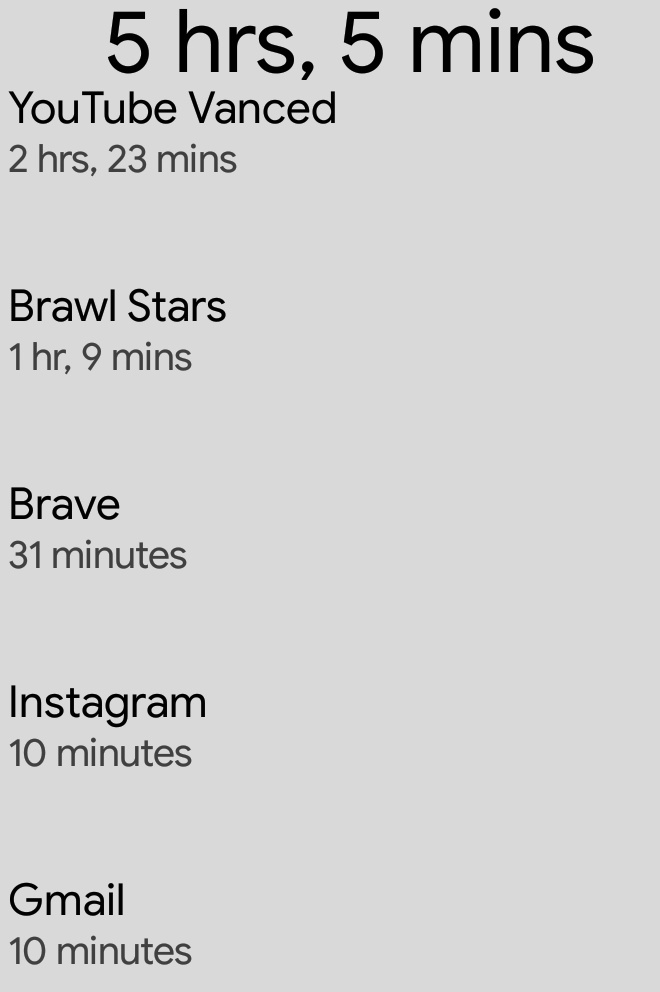 5 hrs, 5 mins
YouTube Vanced
2 hrs, 23 mins
Brawl Stars
1 hr, 9 mins
Brave
31 minutes
Instagram
10 minutes
Gmail
10 minutes